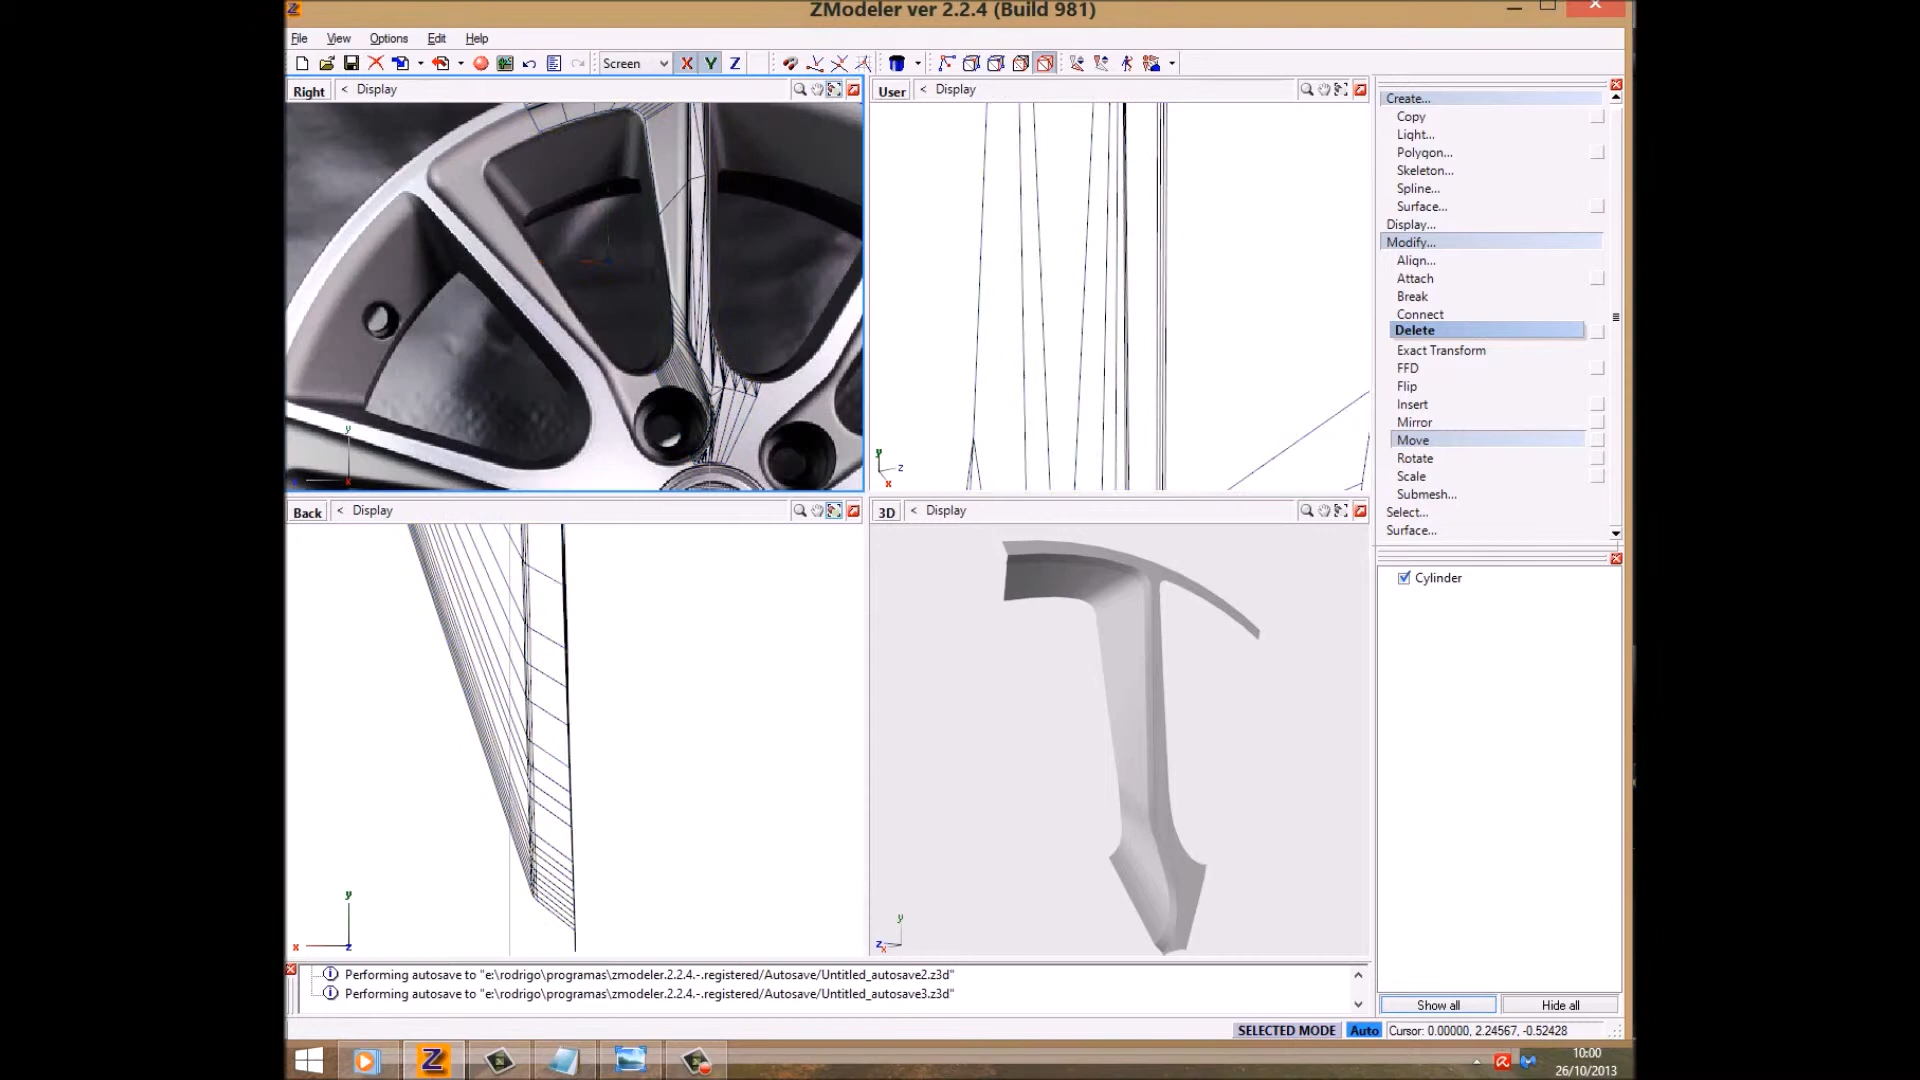 ZModeler ver 2.2.4 (Build 981)
File View Options Edit Help
Screen X Y Z
Right < Display
User < Display
Back < Display
3D < Display
Create...
Copy
Light...
Polygon...
Skeleton...
Spline...
Surface...
Display...
Modify...
Align...
Attach
Break
Connect
Delete
Exact Transform
FFD
Flip
Insert
Mirror
Move
Rotate
Scale
Submesh...
Select...
Surface...
Cylinder
Show all Hide all
Performing autosave to "e:\rodrigo\programas\zmodeler.2.2.4.-.registered/Autosave/Untitled_autosave2.z3d"
Performing autosave to "e:\rodrigo\programas\zmodeler.2.2.4.-.registered/Autosave/Untitled_autosave3.z3d"
SELECTED MODE Auto Cursor: 0.00000, 2.24567, -0.52428
10:00
26/10/2013